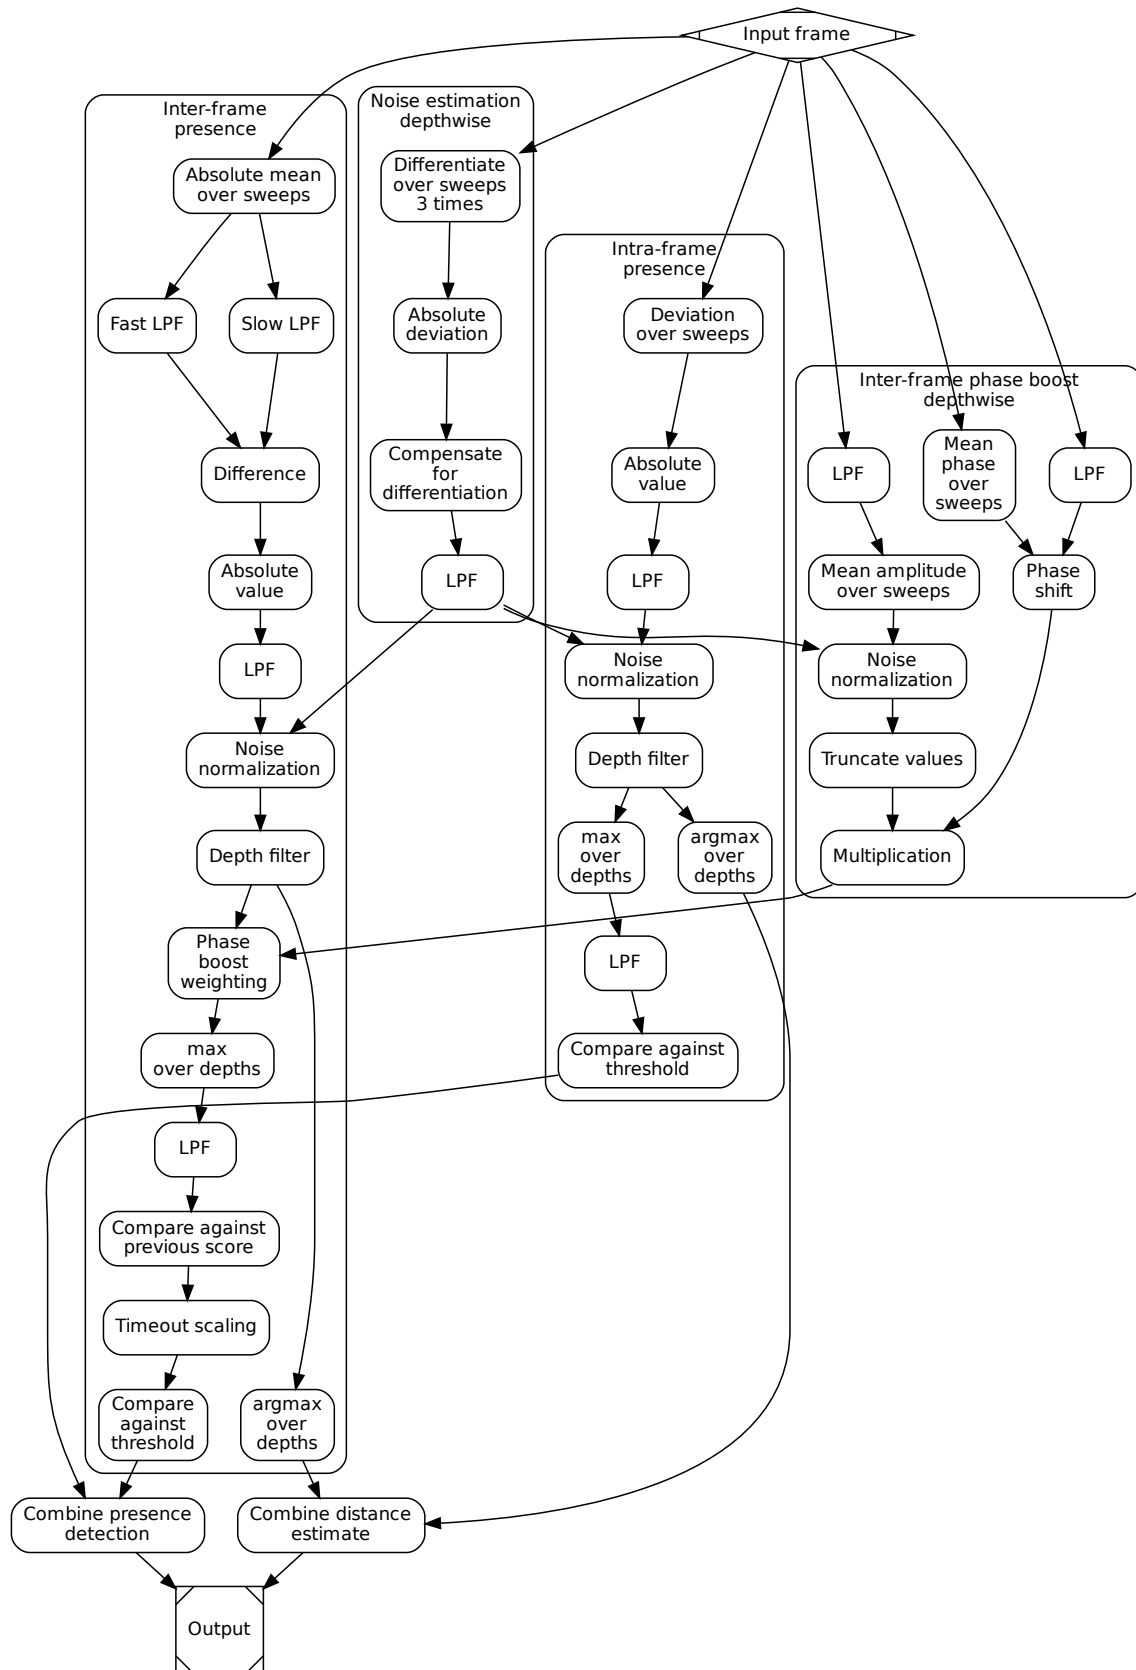 Input frame
Inter-frame
presence
Absolute mean
over sweeps
Fast LPF
Slow LPF
Difference
Absolute
value
LPF
Noise
normalization
Depth filter
Phase
boost
weighting
max
over depths
LPF
Compare against
previous score
Timeout scaling
Compare
against
threshold
argmax
over
depths
Noise estimation
depthwise
Differentiate
over sweeps
3 times
Absolute
deviation
Compensate
for
differentiation
LPF
Intra-frame
presence
Deviation
over sweeps
Absolute
value
LPF
Noise
normalization
Depth filter
max
over
depths
argmax
over
depths
LPF
Compare against
threshold
Inter-frame phase boost
depthwise
LPF
Mean
phase
over
sweeps
LPF
Mean amplitude
over sweeps
Phase
shift
Noise
normalization
Truncate values
Multiplication
Combine presence
detection
Combine distance
estimate
Output